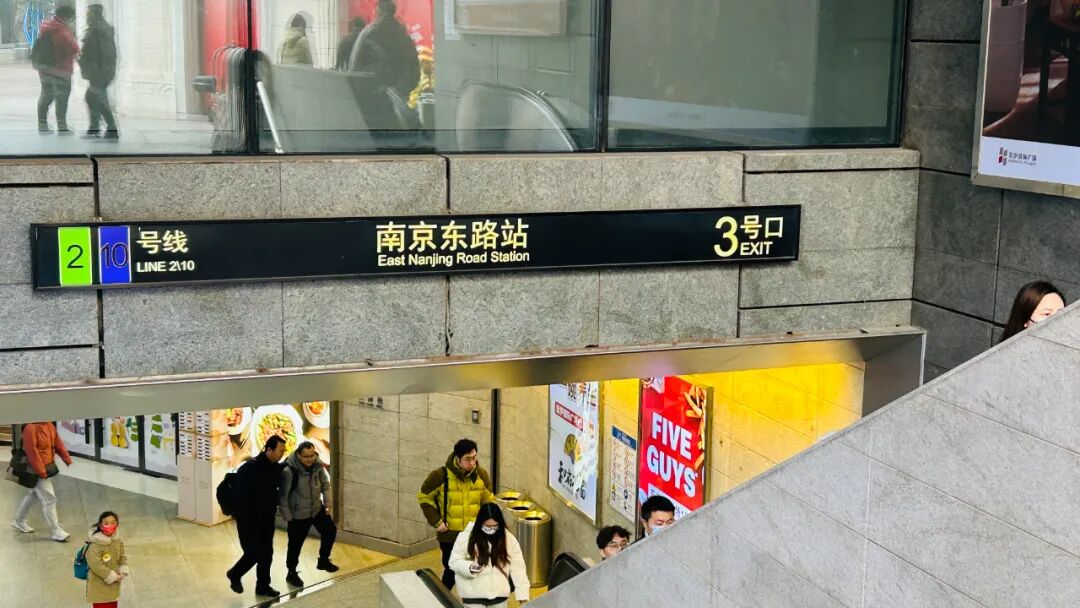 2
10
号线
LINE 2\10
南京东路站
East Nanjing Road Station
3号口
EXIT
FIVE
GUYS